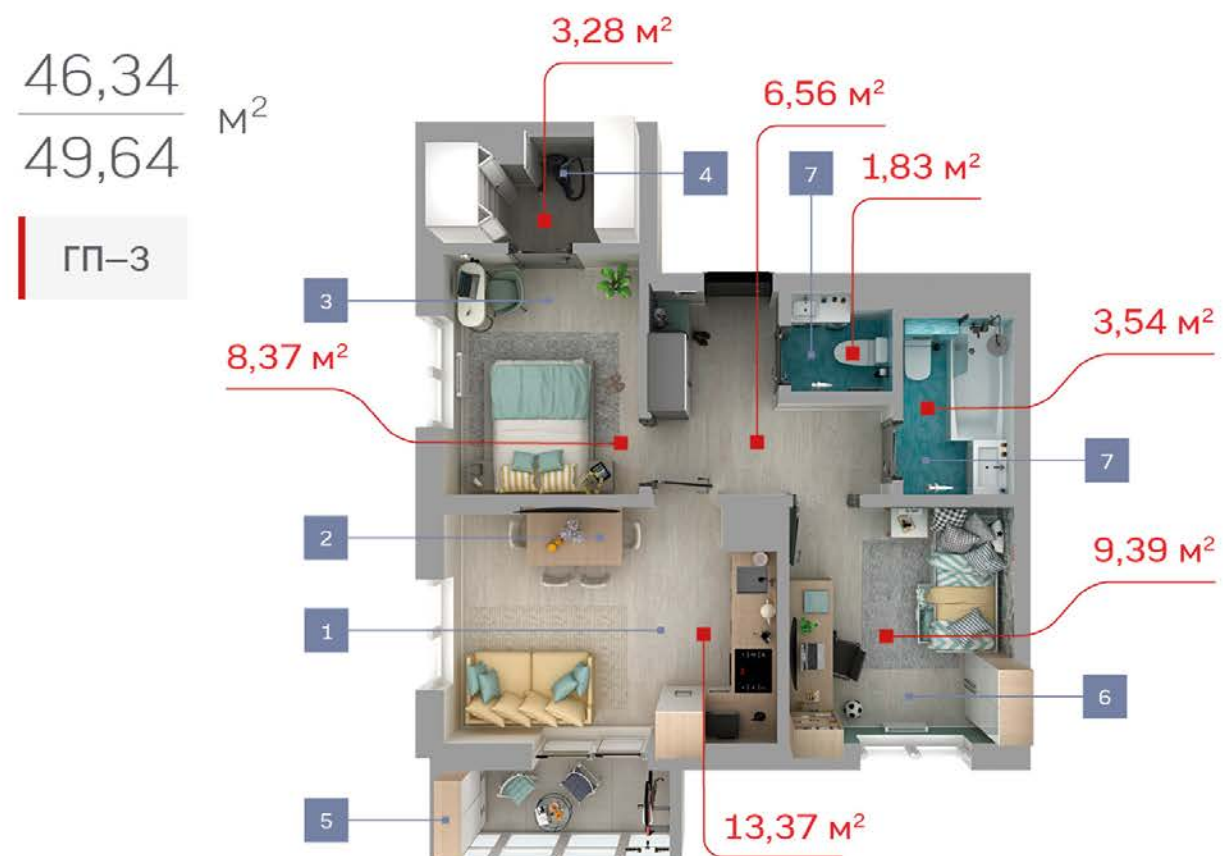 46,34
49,64
м²
ГП–3
3,28 м²
6,56 м²
4
7
1,83 м²
3
8,37 м²
3,54 м²
7
2
9,39 м²
1
6
5
13,37 м²